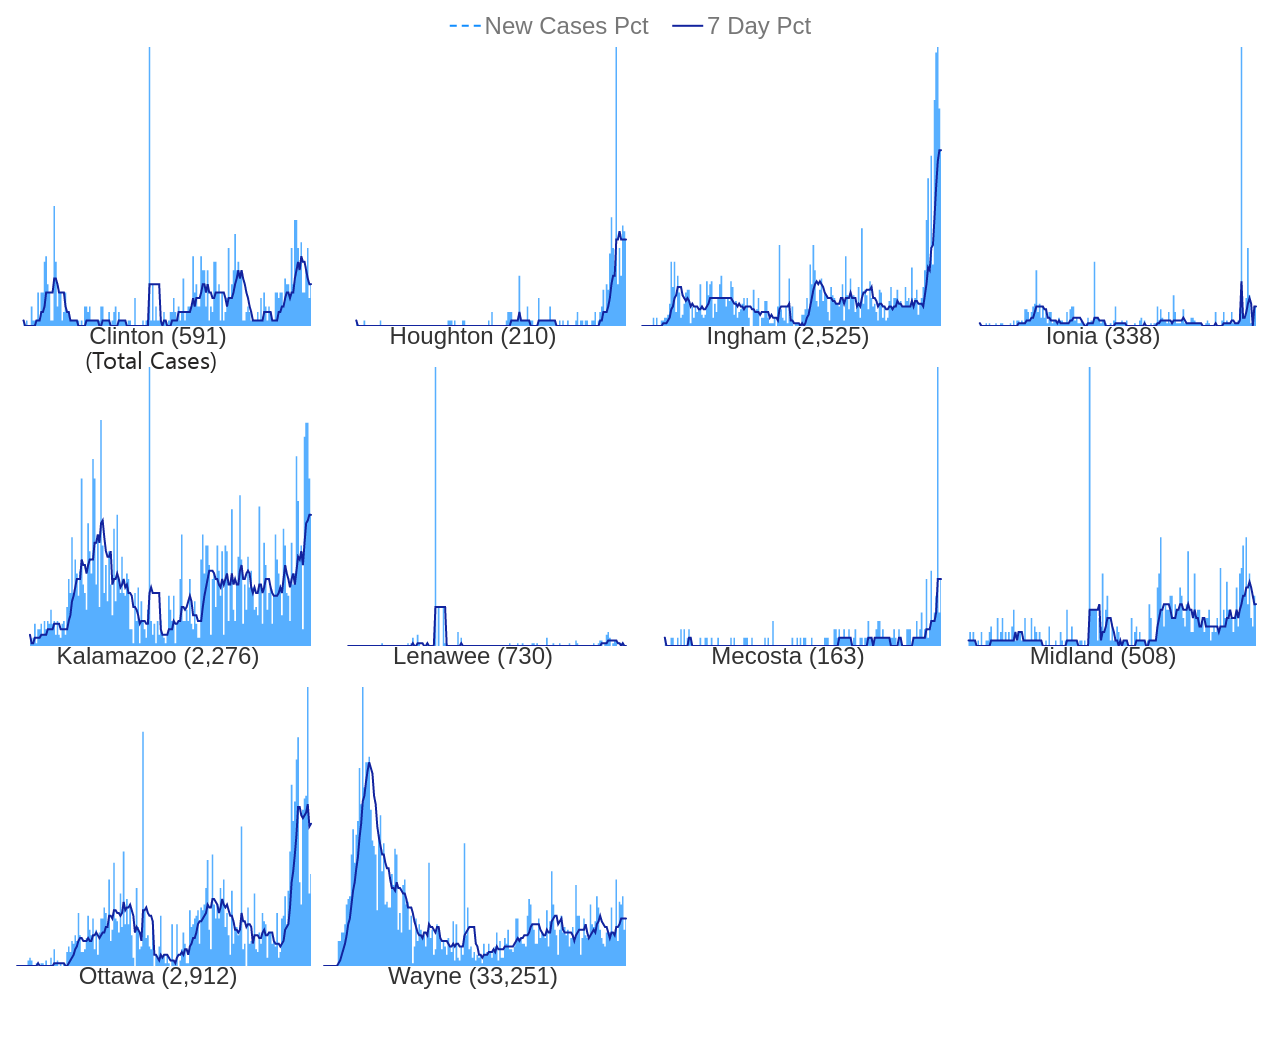 New Cases Pct 7 Day Pct
Clinton (591) Houghton (210) Ingham (2,525) Ionia (338)
(Total Cases)
Kalamazoo (2,276) Lenawee (730) Mecosta (163) Midland (508)
Ottawa (2,912) Wayne (33,251)